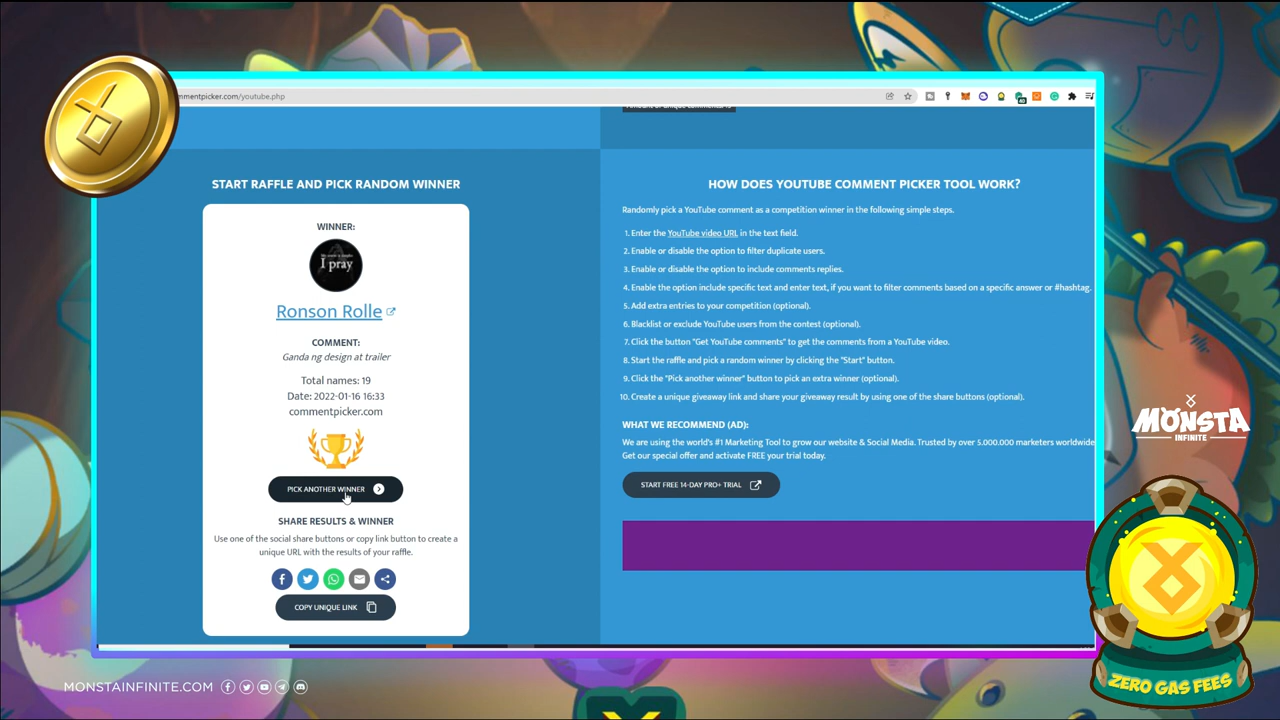 mmentpicker.com/youtube.php
START RAFFLE AND PICK RANDOM WINNER
WINNER:
I pray
Ronson Rolle
COMMENT:
Ganda ng design at trailer
Total names: 19
Date: 2022-01-16 16:33
commentpicker.com
PICK ANOTHER WINNER
SHARE RESULTS & WINNER
Use one of the social share buttons or copy link button to create a
unique URL with the results of your raffle.
COPY UNIQUE LINK
HOW DOES YOUTUBE COMMENT PICKER TOOL WORK?
Randomly pick a YouTube comment as a competition winner in the following simple steps.
1. Enter the YouTube video URL in the text field.
2. Enable or disable the option to filter duplicate users.
3. Enable or disable the option to include comments replies.
4. Enable the option include specific text and enter text, if you want to filter comments based on a specific answer or #hashtag.
5. Add extra entries to your competition (optional).
6. Blacklist or exclude YouTube users from the contest (optional).
7. Click the button "Get YouTube comments" to get the comments from a YouTube video.
8. Start the raffle and pick a random winner by clicking the "Start" button.
9. Click the "Pick another winner" button to pick an extra winner (optional).
10. Create a unique giveaway link and share your giveaway result by using one of the share buttons (optional).
WHAT WE RECOMMEND (AD):
We are using the world's #1 Marketing Tool to grow our website & Social Media. Trusted by over 5.000.000 marketers worldwide
Get our special offer and activate FREE your trial today.
START FREE 14-DAY PRO+ TRIAL
MONSTA
INFINITE
ZERO GAS FEES
MONSTAINFINITE.COM